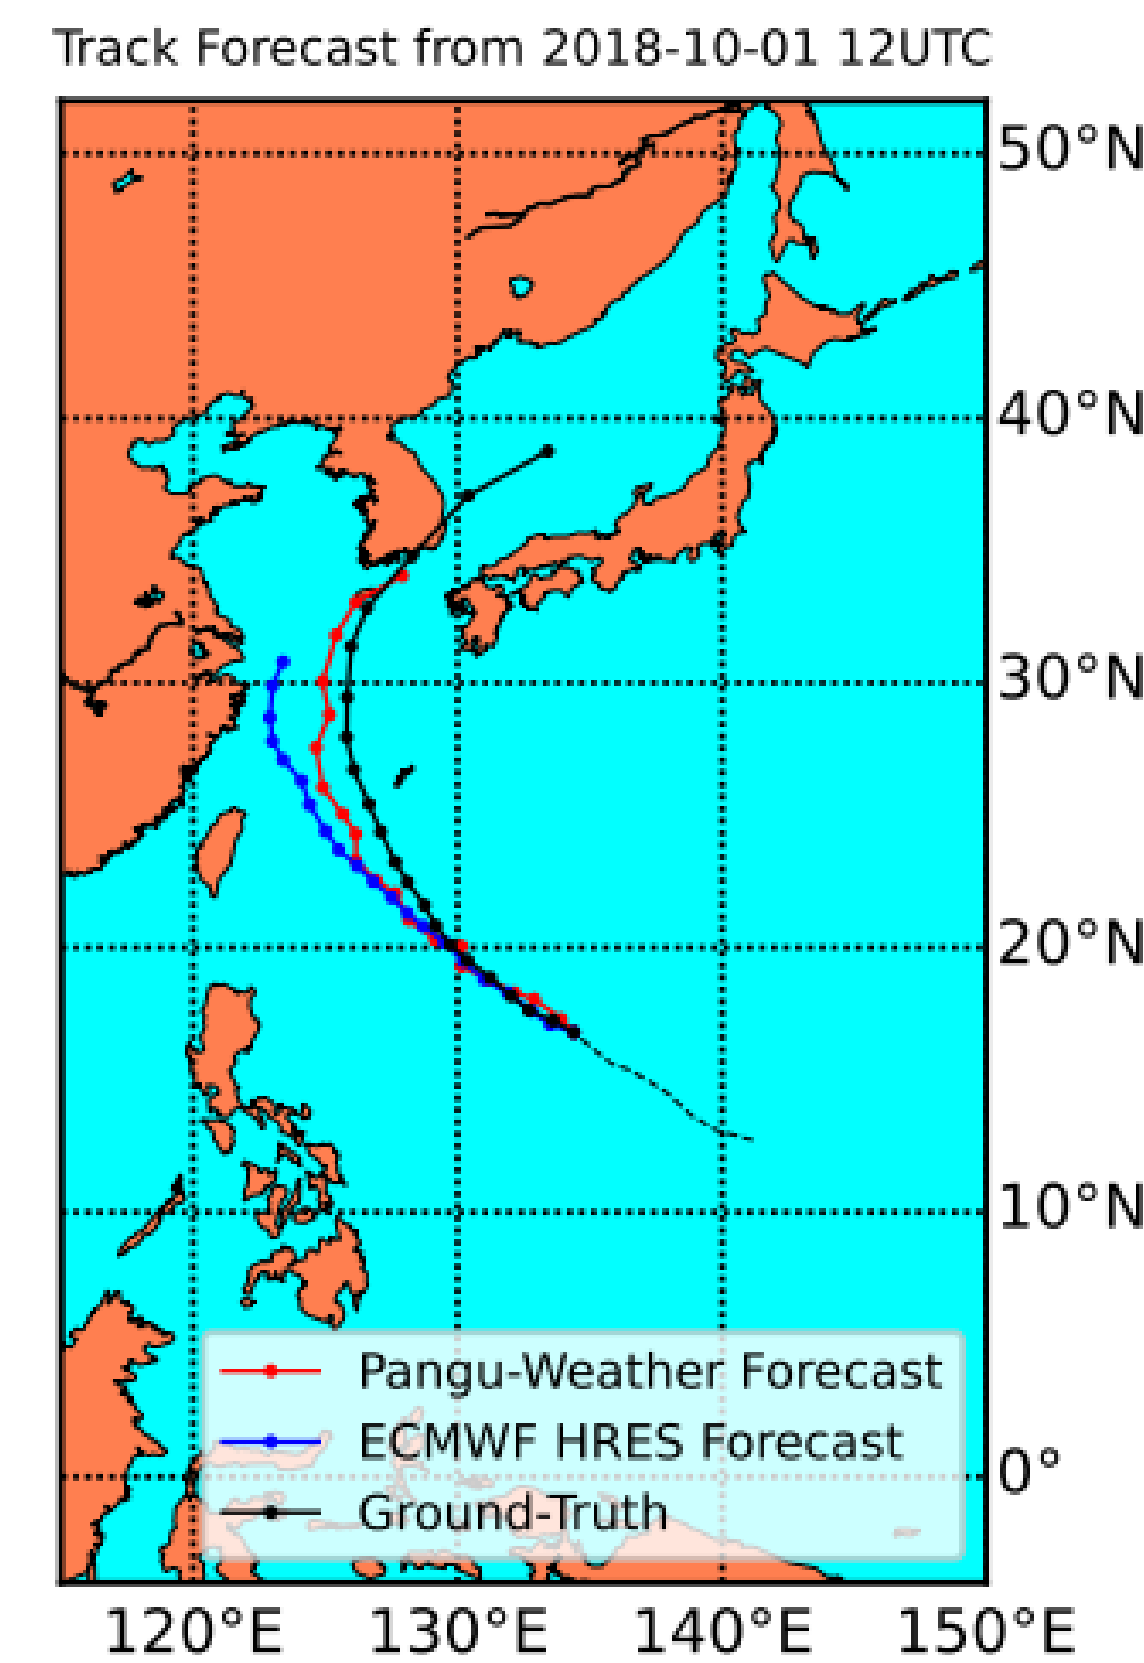 Track Forecast from 2018-10-01 12UTC
50°N
40°N
30°N
20°N
10°N
0°
Pangu-Weather Forecast
ECMWF HRES Forecast
Ground-Truth
120°E 130°E 140°E 150°E